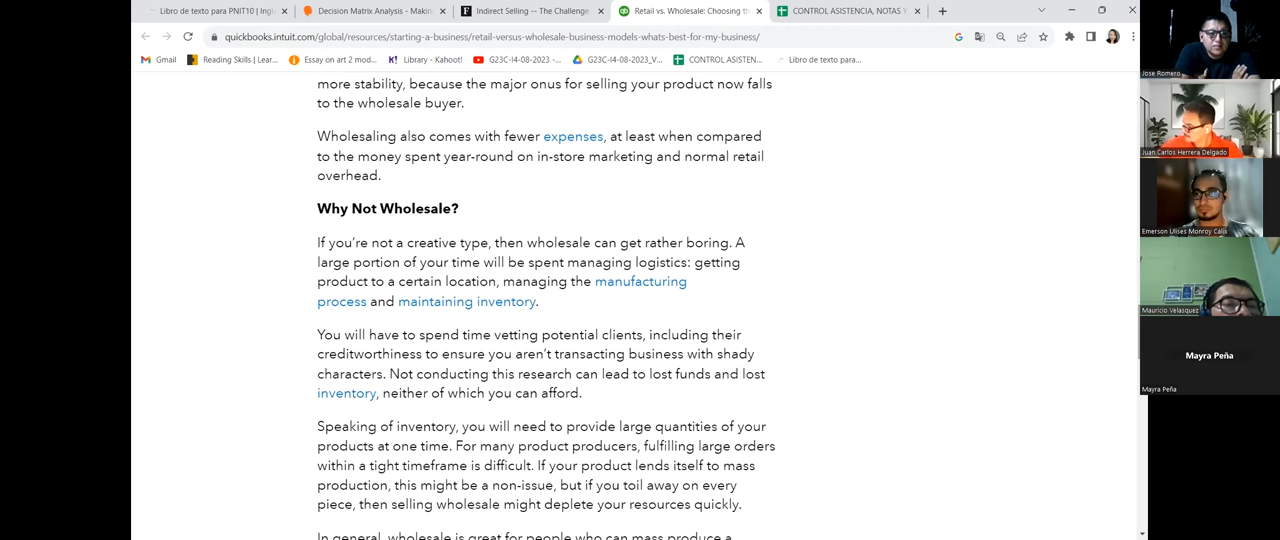 Libro de texto para PNIT10 | Ingl
Decision Matrix Analysis - Makin
Indirect Selling -- The Challenge
Retail vs. Wholesale: Choosing th
CONTROL ASISTENCIA, NOTAS Y
quickbooks.intuit.com/global/resources/starting-a-business/retail-versus-wholesale-business-models-whats-best-for-my-business/
Gmail
Reading Skills | Lear...
Essay on art 2 mod...
Library - Kahoot!
G23C-I4-08-2023 -...
G23C-I4-08-2023_V...
CONTROL ASISTEN...
Libro de texto para...
more stability, because the major onus for selling your product now falls
to the wholesale buyer.
Wholesaling also comes with fewer expenses, at least when compared
to the money spent year-round on in-store marketing and normal retail
overhead.
Why Not Wholesale?
If you're not a creative type, then wholesale can get rather boring. A
large portion of your time will be spent managing logistics: getting
product to a certain location, managing the manufacturing
process and maintaining inventory.
You will have to spend time vetting potential clients, including their
creditworthiness to ensure you aren't transacting business with shady
characters. Not conducting this research can lead to lost funds and lost
inventory, neither of which you can afford.
Speaking of inventory, you will need to provide large quantities of your
products at one time. For many product producers, fulfilling large orders
within a tight timeframe is difficult. If your product lends itself to mass
production, this might be a non-issue, but if you toil away on every
piece, then selling wholesale might deplete your resources quickly.
In general, wholesale is great for people who can mass produce a
Jose Romero
Juan Carlos Herrera Delgado
Emerson Ulises Monroy Cálix
Mauricio Velasquez
Mayra Peña
Mayra Peña